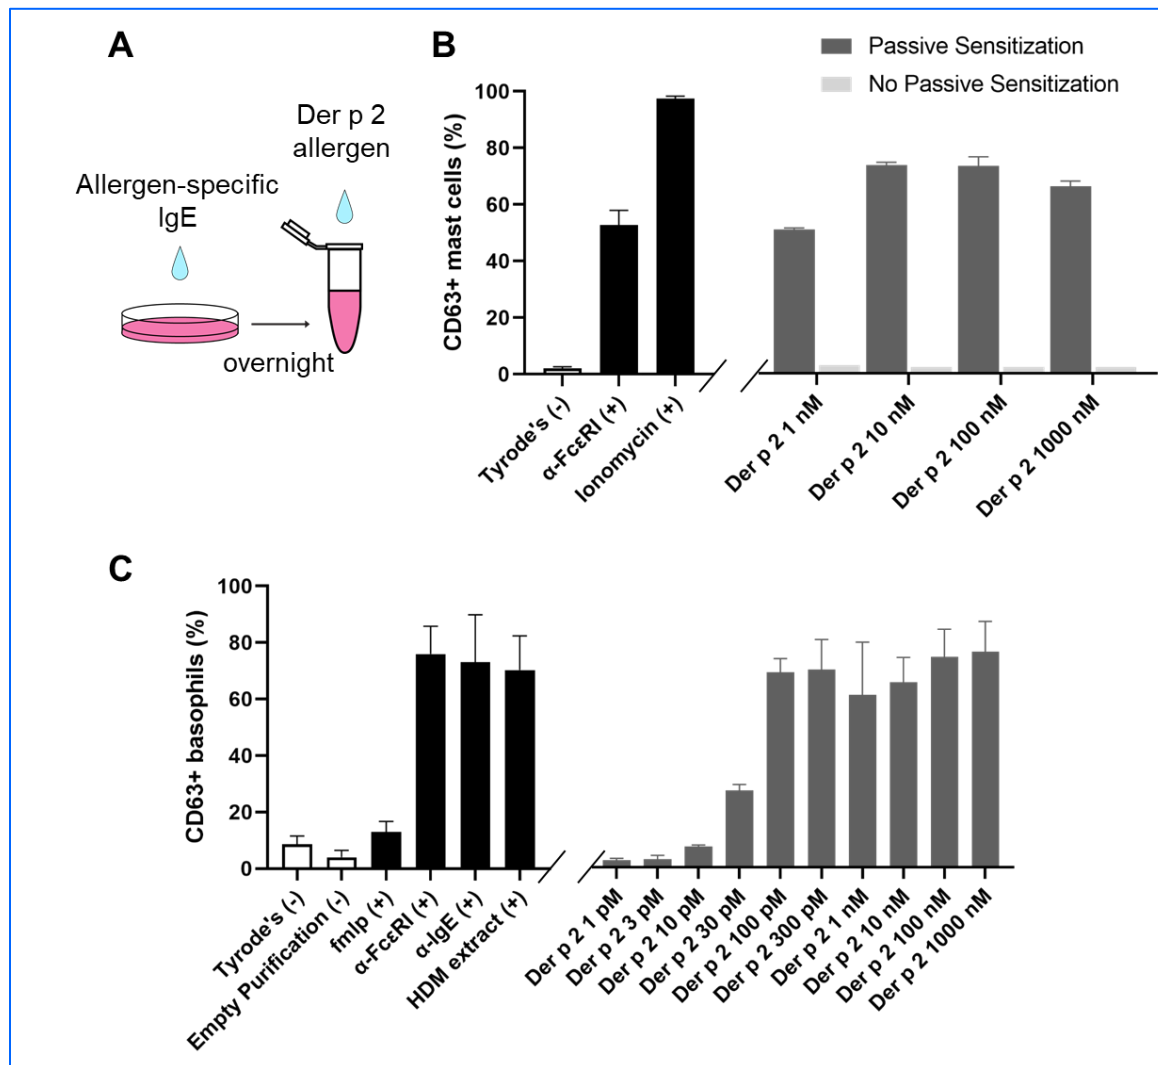 A
Der p 2
allergen
Allergen-specific
IgE
overnight
B
Passive Sensitization
No Passive Sensitization
CD63+ mast cells (%)
100
80
60
40
20
0
Tyrode's (-)
α-FcεRI (+)
Ionomycin (+)
Der p 2 1 nM
Der p 2 10 nM
Der p 2 100 nM
Der p 2 1000 nM
C
CD63+ basophils (%)
100
80
60
40
20
0
Tyrode's (-)
Empty Purification (-)
fmlp (+)
α-FcεRI (+)
α-IgE (+)
HDM extract (+)
Der p 2 1 pM
Der p 2 3 pM
Der p 2 10 pM
Der p 2 30 pM
Der p 2 100 pM
Der p 2 300 pM
Der p 2 1 nM
Der p 2 10 nM
Der p 2 100 nM
Der p 2 1000 nM